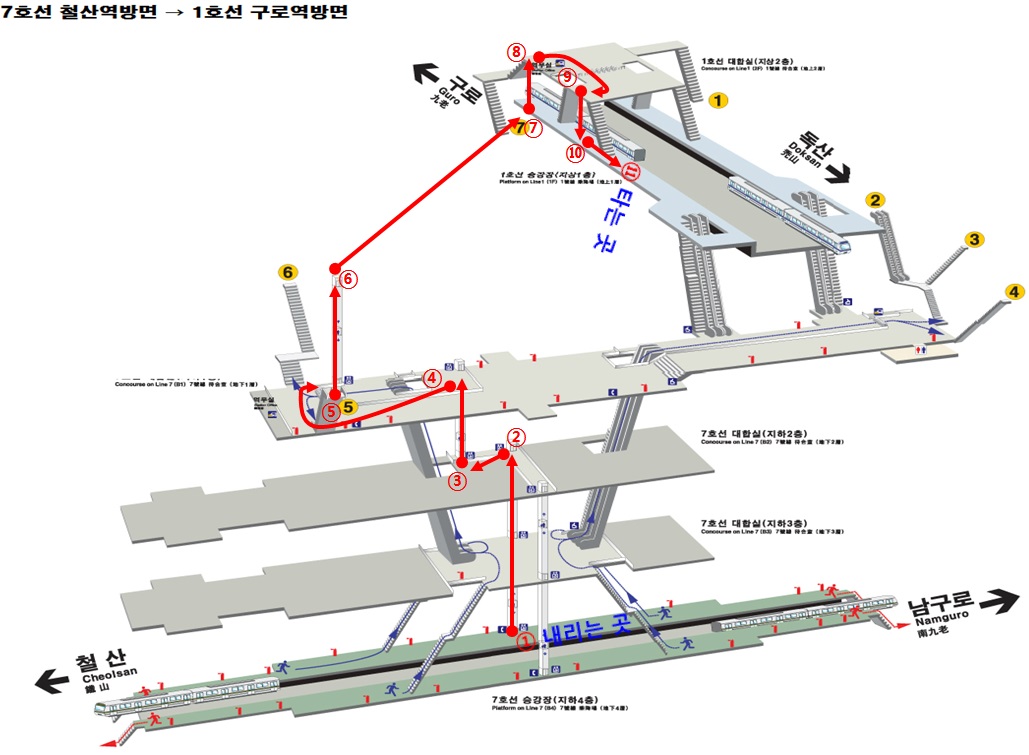 7호선 철산역방면 → 1호선 구로역방면
⑧
역무실
⑨
1호선 대합실(지상2층)
Concourse on Line1 (2F) 1號線 待合室 (地上2層)
구로
Guro
九老
1
7
⑦
⑩
⑪
독산
Doksan
禿山
1호선 승강장(지상1층)
Platform on Line1 (1F) 1號線 乘降場 (地上1層)
타는 곳
2
3
4
6
⑥
Concourse on Line 7 (B1) 7號線 待合室 (地下1層)
④
역무실
⑤
5
②
③
7호선 대합실(지하2층)
Concourse on Line 7 (B2) 7號線 待合室 (地下2層)
7호선 대합실(지하3층)
Concourse on Line 7 (B3) 7號線 待合室 (地下3層)
① 내리는 곳
남구로
Namguro
南九老
철산
Cheolsan
鐵山
7호선 승강장(지하4층)
Platform on Line 7 (B4) 7號線 乘降場 (地下4層)